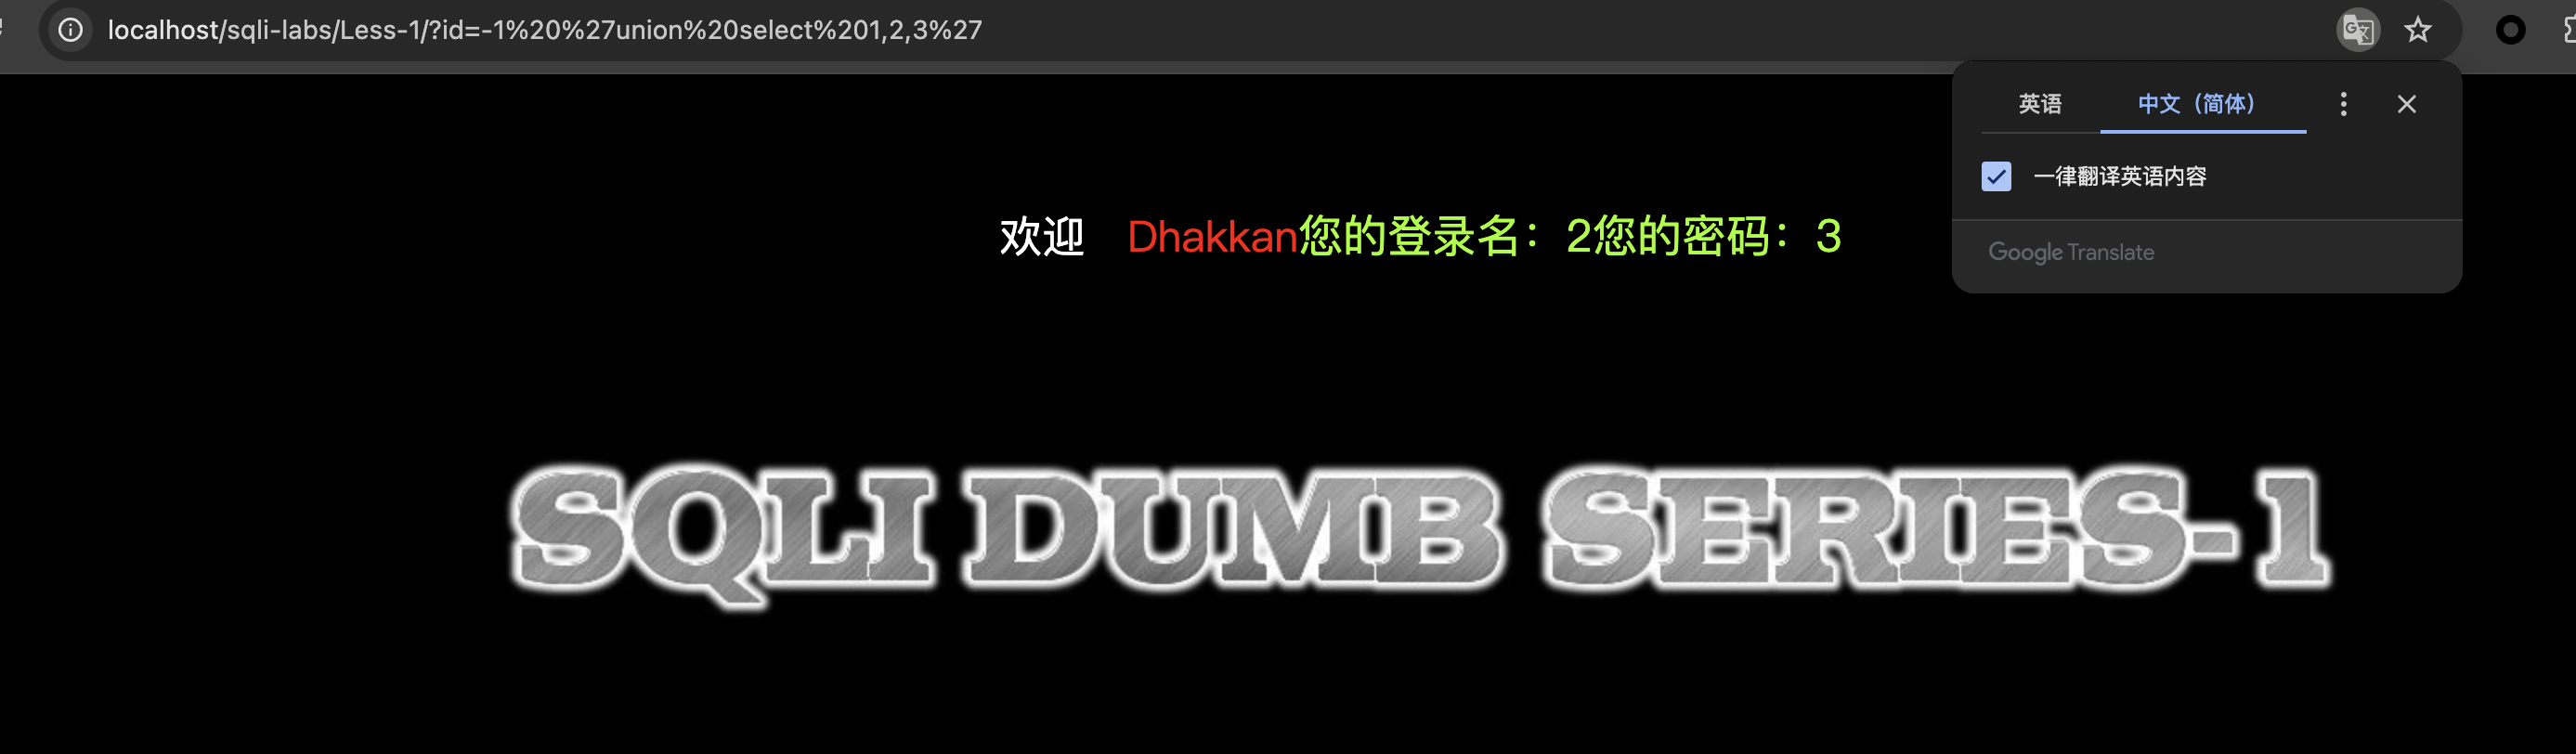 localhost/sqli-labs/Less-1/?id=-1%20%27union%20select%201,2,3%27
英语 中文（简体）
一律翻译英语内容
Google Translate
欢迎 Dhakkan您的登录名：2您的密码：3
SQLI DUMB SERIES-1